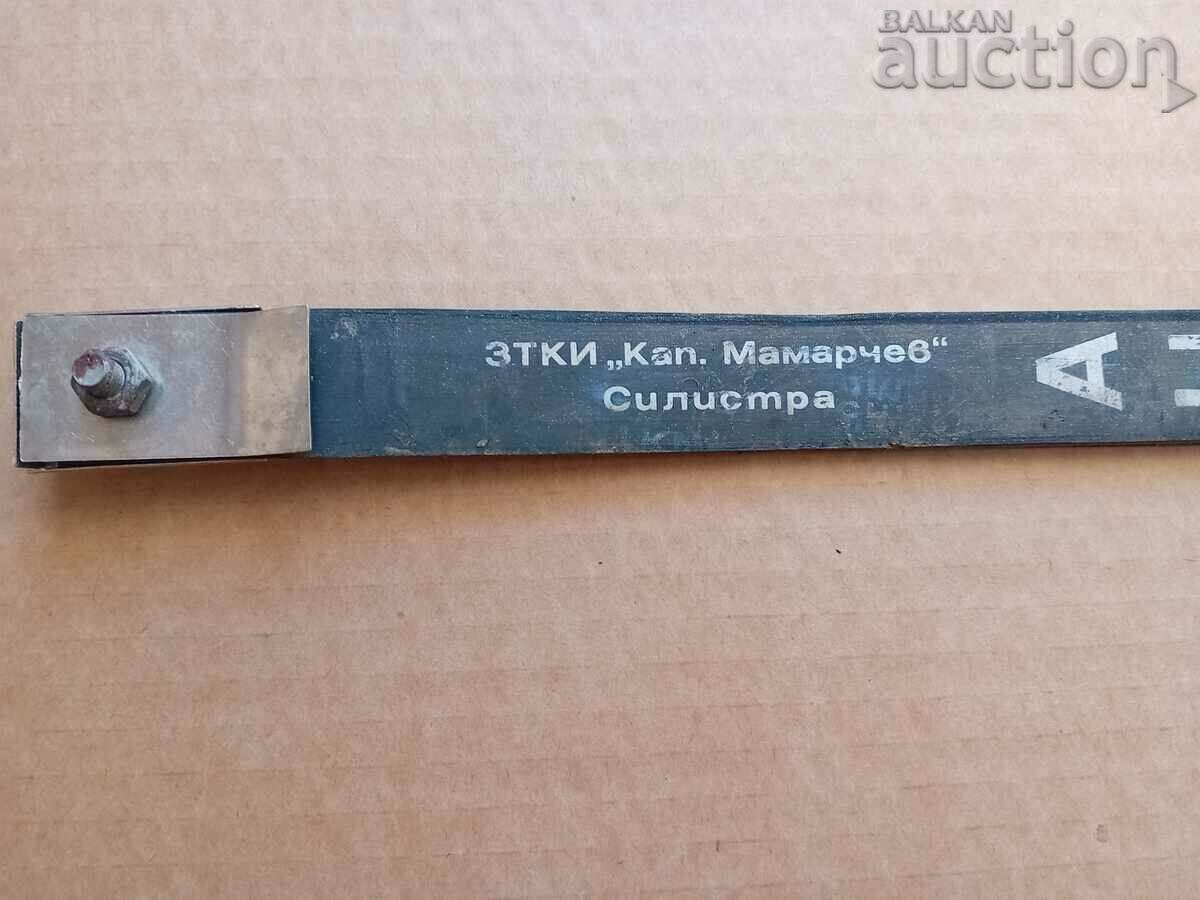 BALKAN
auction
ЗТКИ „Кап. Мамарчев“
Силистра
А